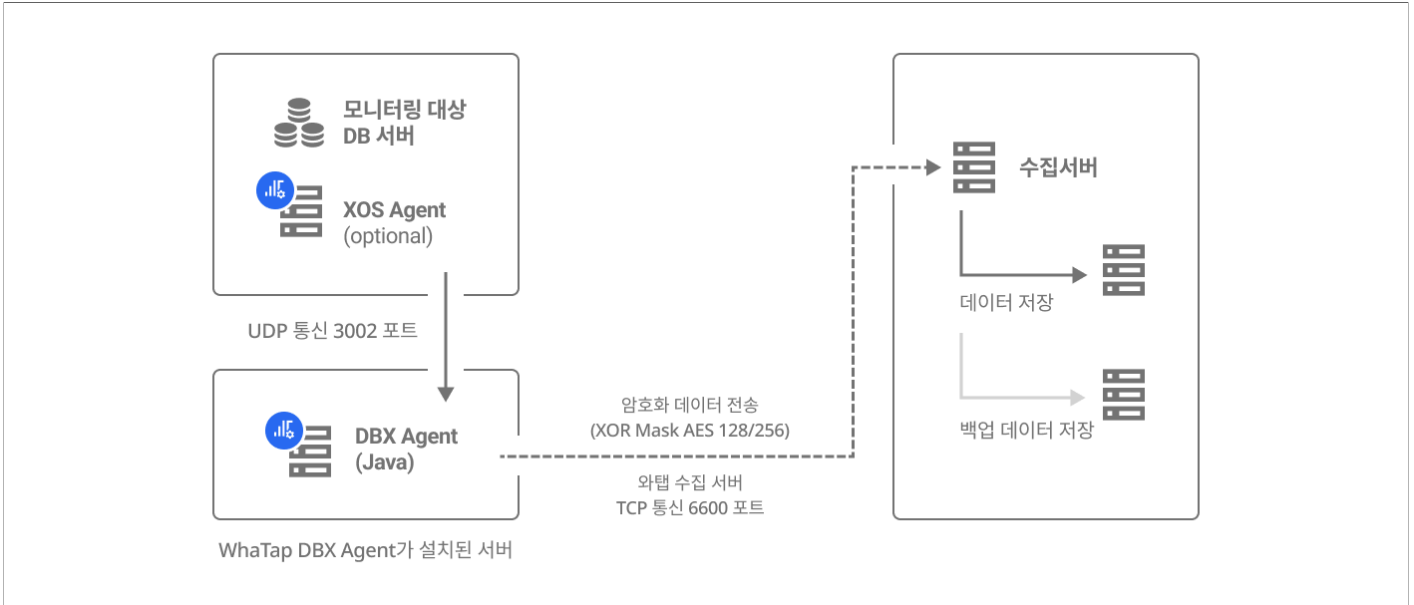 모니터링 대상
DB 서버
XOS Agent
(optional)
UDP 통신 3002 포트
DBX Agent
(Java)
WhaTap DBX Agent가 설치된 서버
암호화 데이터 전송
(XOR Mask AES 128/256)
와탭 수집 서버
TCP 통신 6600 포트
수집서버
데이터 저장
백업 데이터 저장